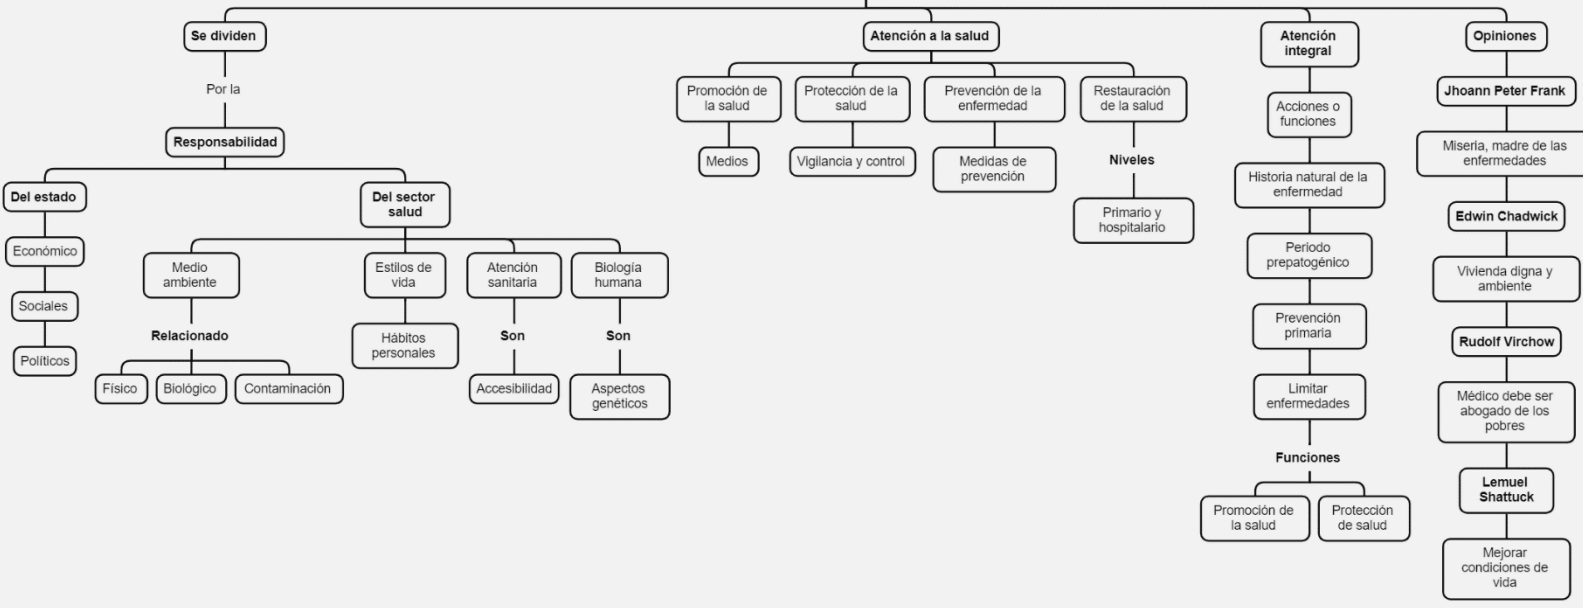 Se dividen
Por la
Responsabilidad
Del estado
Económico
Sociales
Políticos
Del sector
salud
Medio
ambiente
Relacionado
Físico
Biológico
Contaminación
Estilos de
vida
Hábitos
personales
Atención
sanitaria
Son
Accesibilidad
Biología
humana
Son
Aspectos
genéticos
Atención a la salud
Promoción de
la salud
Medios
Protección de la
salud
Vigilancia y control
Prevención de la
enfermedad
Medidas de
prevención
Restauración
de la salud
Niveles
Primario y
hospitalario
Atención
integral
Acciones o
funciones
Historia natural de la
enfermedad
Periodo
prepatogénico
Prevención
primaria
Limitar
enfermedades
Funciones
Promoción de
la salud
Protección
de salud
Opiniones
Jhoann Peter Frank
Miseria, madre de las
enfermedades
Edwin Chadwick
Vivienda digna y
ambiente
Rudolf Virchow
Médico debe ser
abogado de los
pobres
Lemuel
Shattuck
Mejorar
condiciones de
vida